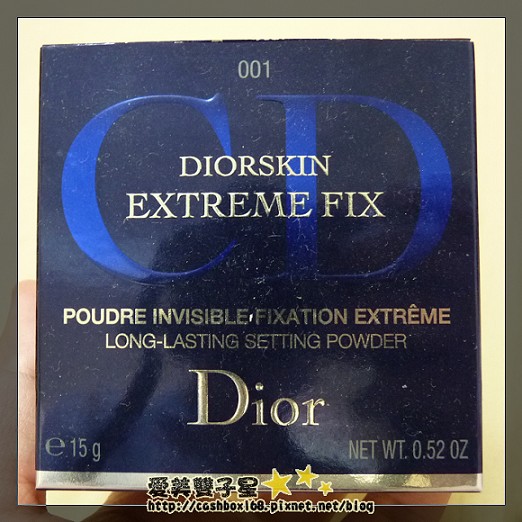 001
CD
DIORSKIN
EXTREME FIX
POUDRE INVISIBLE, FIXATION EXTRÊME
LONG-LASTING SETTING POWDER
Dior
e 15 g
NET WT. 0.52 OZ
愛美雙子星
http://cashbox168.pixnet.net/blog